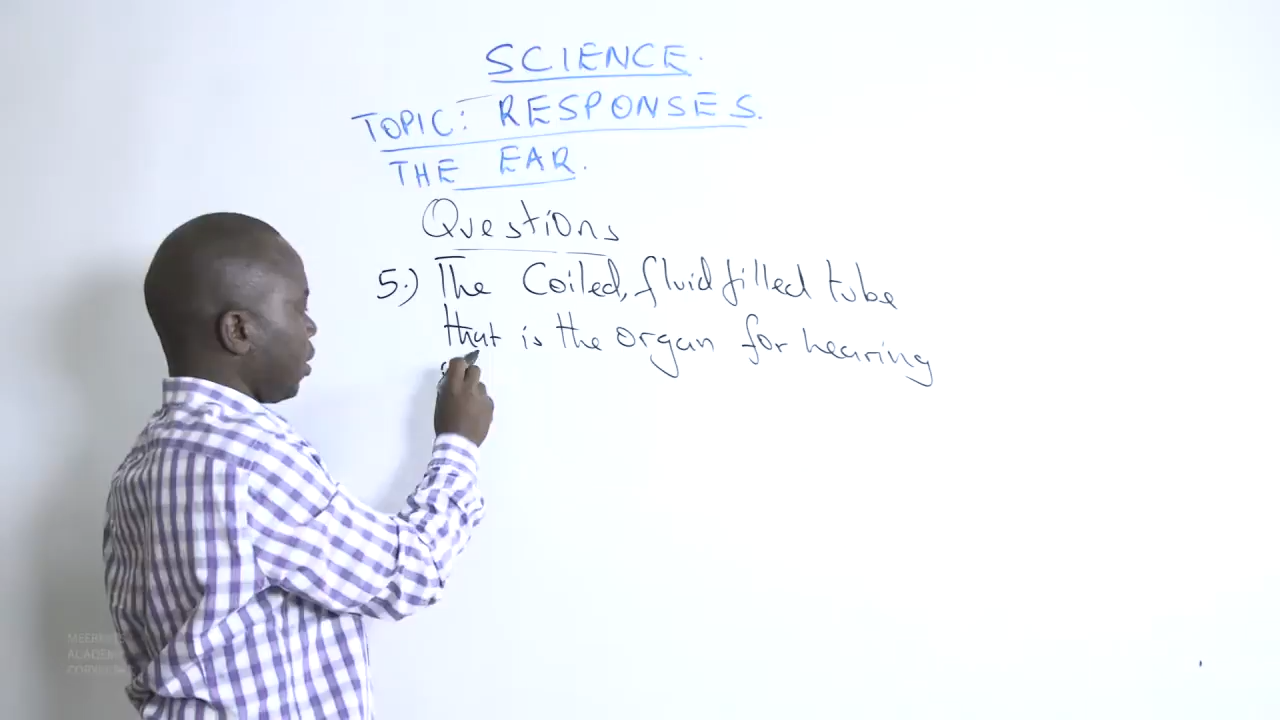 SCIENCE.
TOPIC: RESPONSES.
THE EAR.
Questions
5.) The Coiled, fluid filled tube
that is the organ for hearing